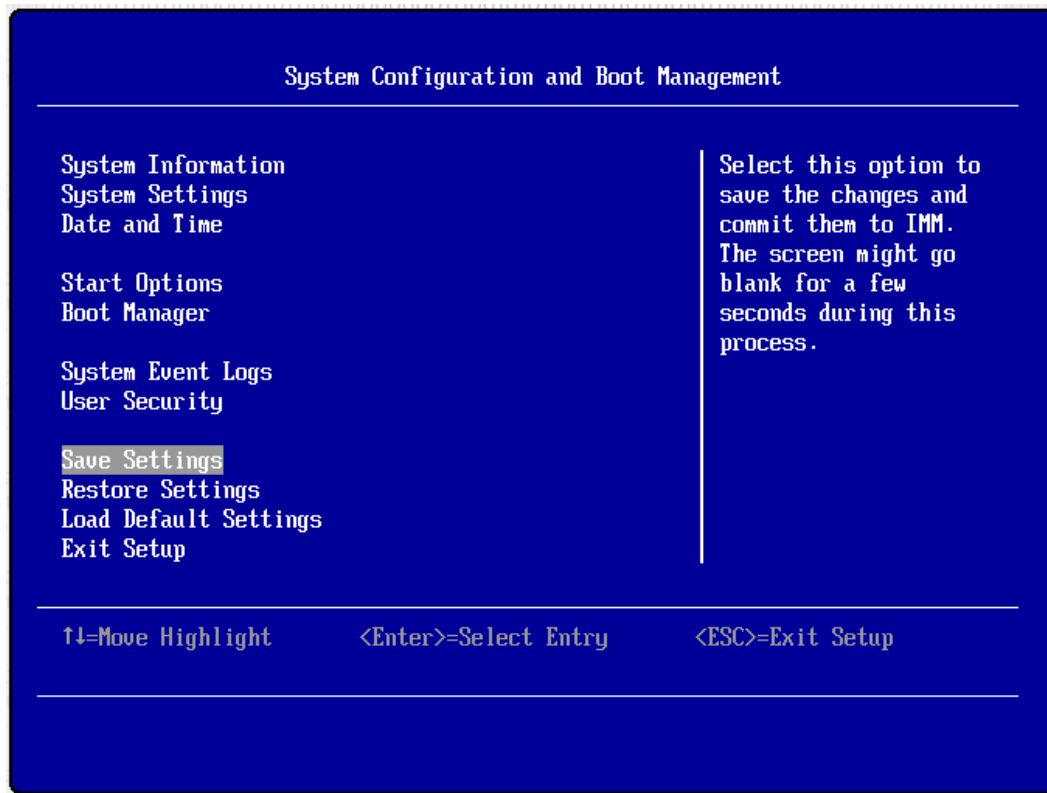 System Configuration and Boot Management
System Information
System Settings
Date and Time
Start Options
Boot Manager
System Event Logs
User Security
Save Settings
Restore Settings
Load Default Settings
Exit Setup
Select this option to
save the changes and
commit them to IMM.
The screen might go
blank for a few
seconds during this
process.
↑↓=Move Highlight <Enter>=Select Entry <ESC>=Exit Setup